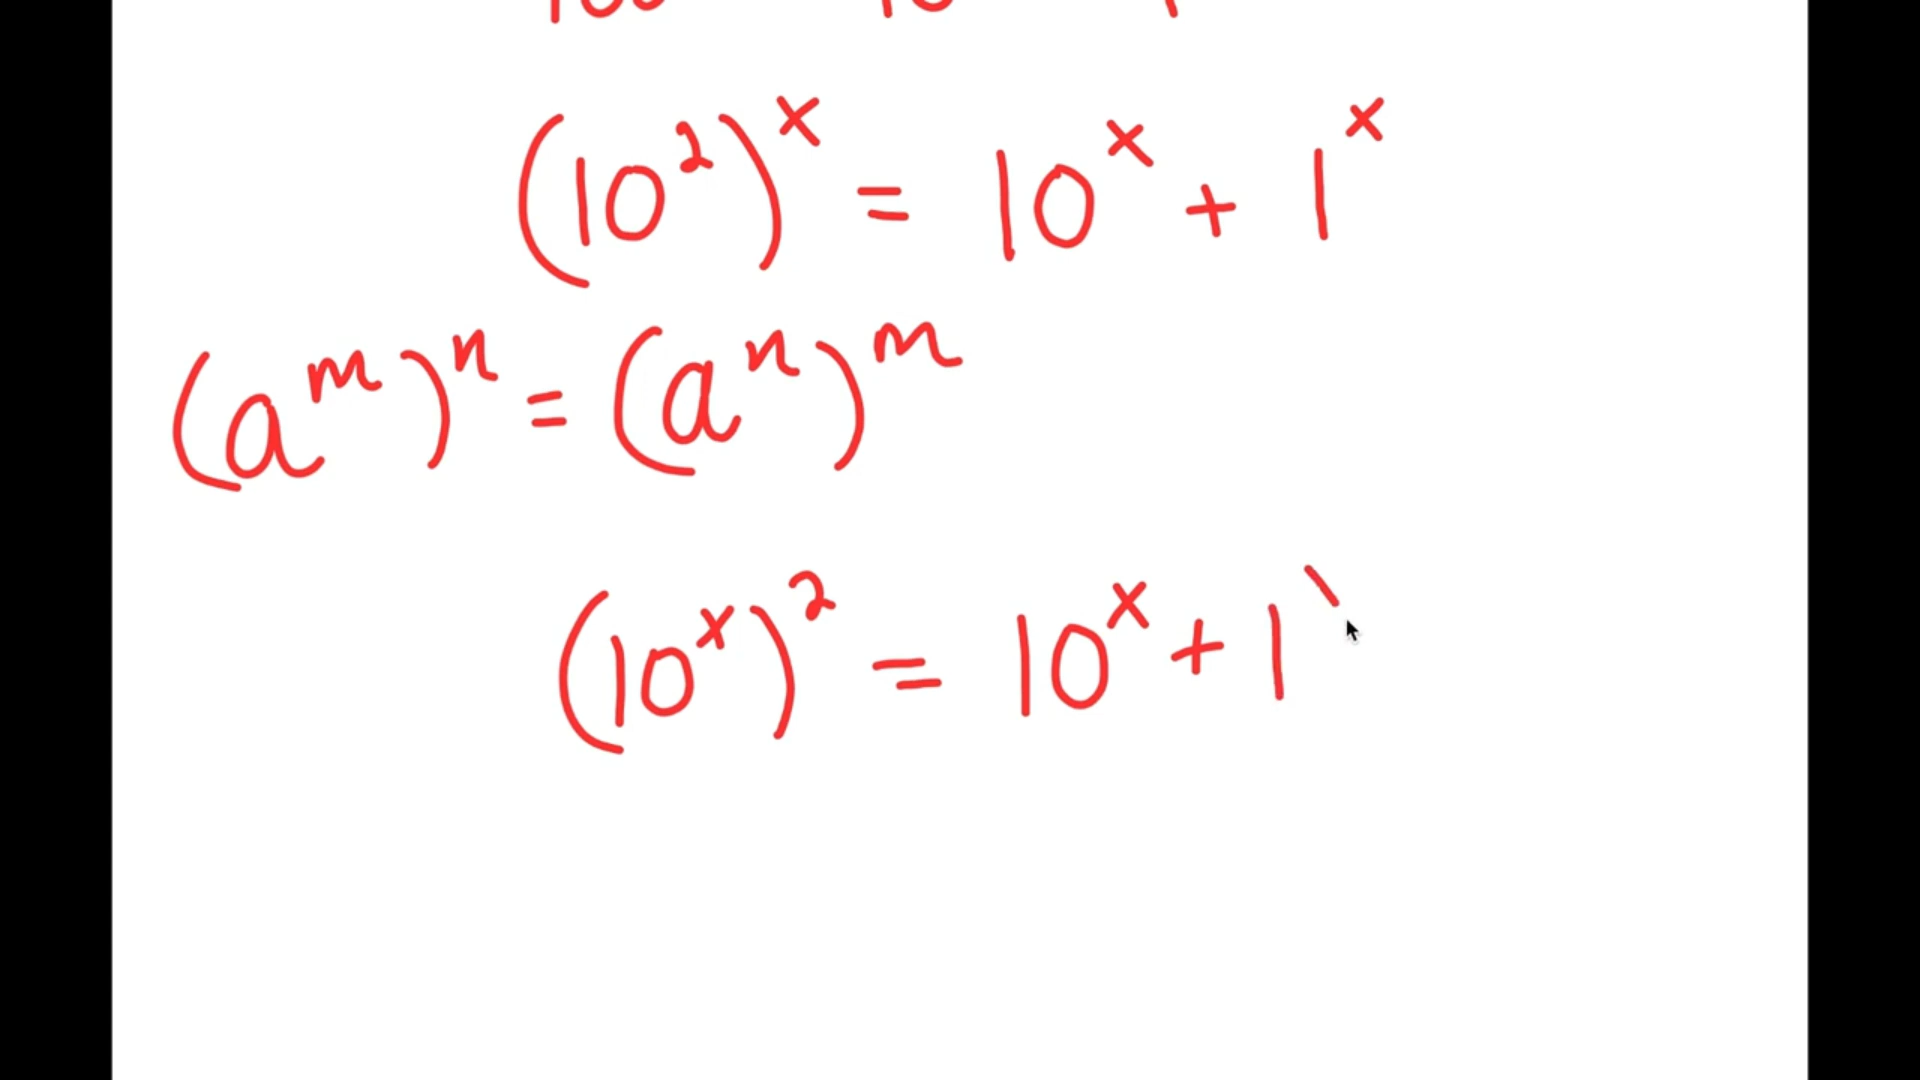 (10²)ˣ = 10ˣ + 1ˣ
(aᵐ)ⁿ = (aⁿ)ᵐ
(10ˣ)² = 10ˣ + 1